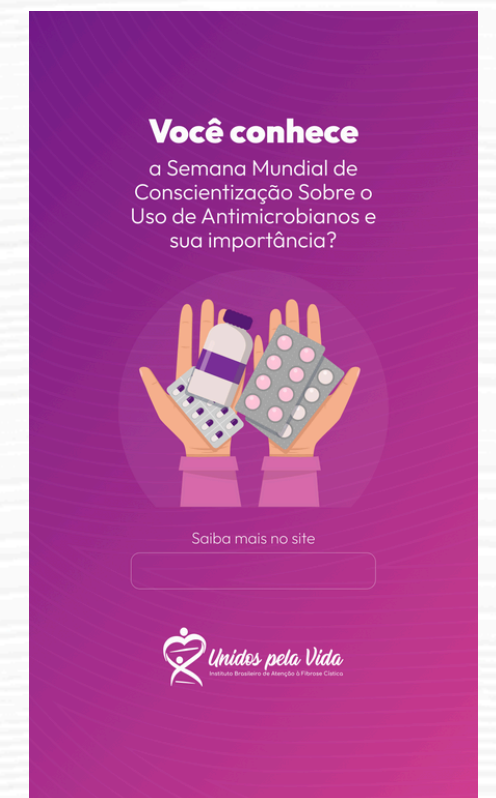 Você conhece
a Semana Mundial de
Conscientização Sobre o
Uso de Antimicrobianos e
sua importância?
Saiba mais no site
Unidos pela Vida
Instituto Brasileiro de Atenção à Fibrose Cística